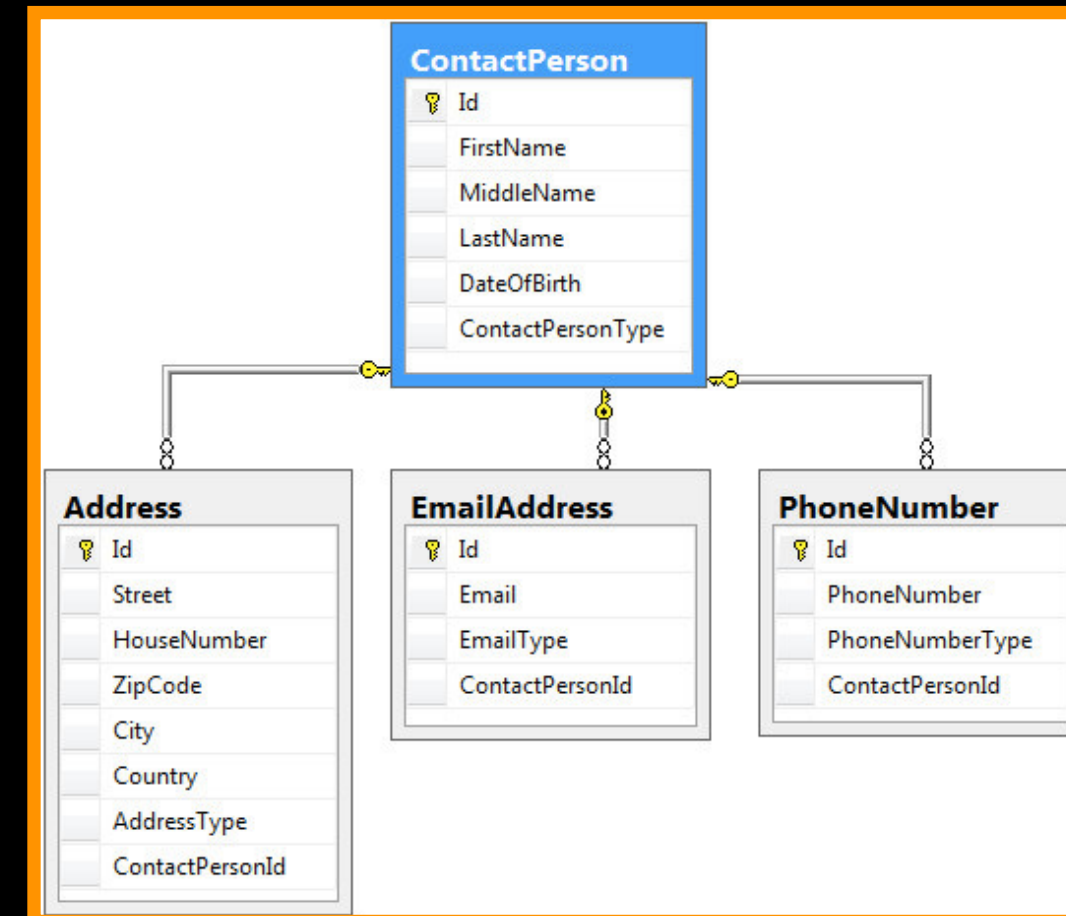 ContactPerson
Id
FirstName
MiddleName
LastName
DateOfBirth
ContactPersonType
Address
Id
Street
HouseNumber
ZipCode
City
Country
AddressType
ContactPersonId
EmailAddress
Id
Email
EmailType
ContactPersonId
PhoneNumber
Id
PhoneNumber
PhoneNumberType
ContactPersonId